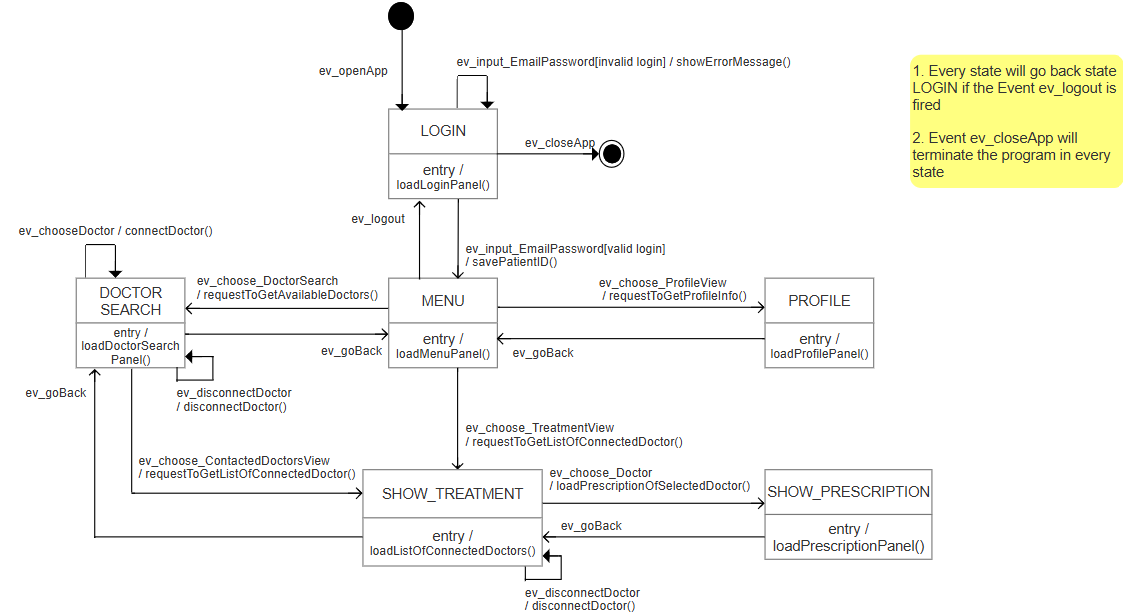 ev_openApp
ev_input_EmailPassword[invalid login] / showErrorMessage()
LOGIN
entry /
loadLoginPanel()
ev_closeApp
1. Every state will go back state
LOGIN if the Event ev_logout is
fired
2. Event ev_closeApp will
terminate the program in every
state
ev_logout
ev_input_EmailPassword[valid login]
/ savePatientID()
ev_chooseDoctor / connectDoctor()
DOCTOR
SEARCH
entry /
loadDoctorSearch
Panel()
ev_choose_DoctorSearch
/ requestToGetAvailableDoctors()
ev_goBack
MENU
entry /
loadMenuPanel()
ev_choose_ProfileView
/ requestToGetProfileInfo()
ev_goBack
PROFILE
entry /
loadProfilePanel()
ev_goBack
ev_disconnectDoctor
/ disconnectDoctor()
ev_choose_TreatmentView
/ requestToGetListOfConnectedDoctor()
ev_choose_ContactedDoctorsView
/ requestToGetListOfConnectedDoctor()
SHOW_TREATMENT
entry /
loadListOfConnectedDoctors()
ev_choose_Doctor
/ loadPrescriptionOfSelectedDoctor()
ev_goBack
SHOW_PRESCRIPTION
entry /
loadPrescriptionPanel()
ev_disconnectDoctor
/ disconnectDoctor()